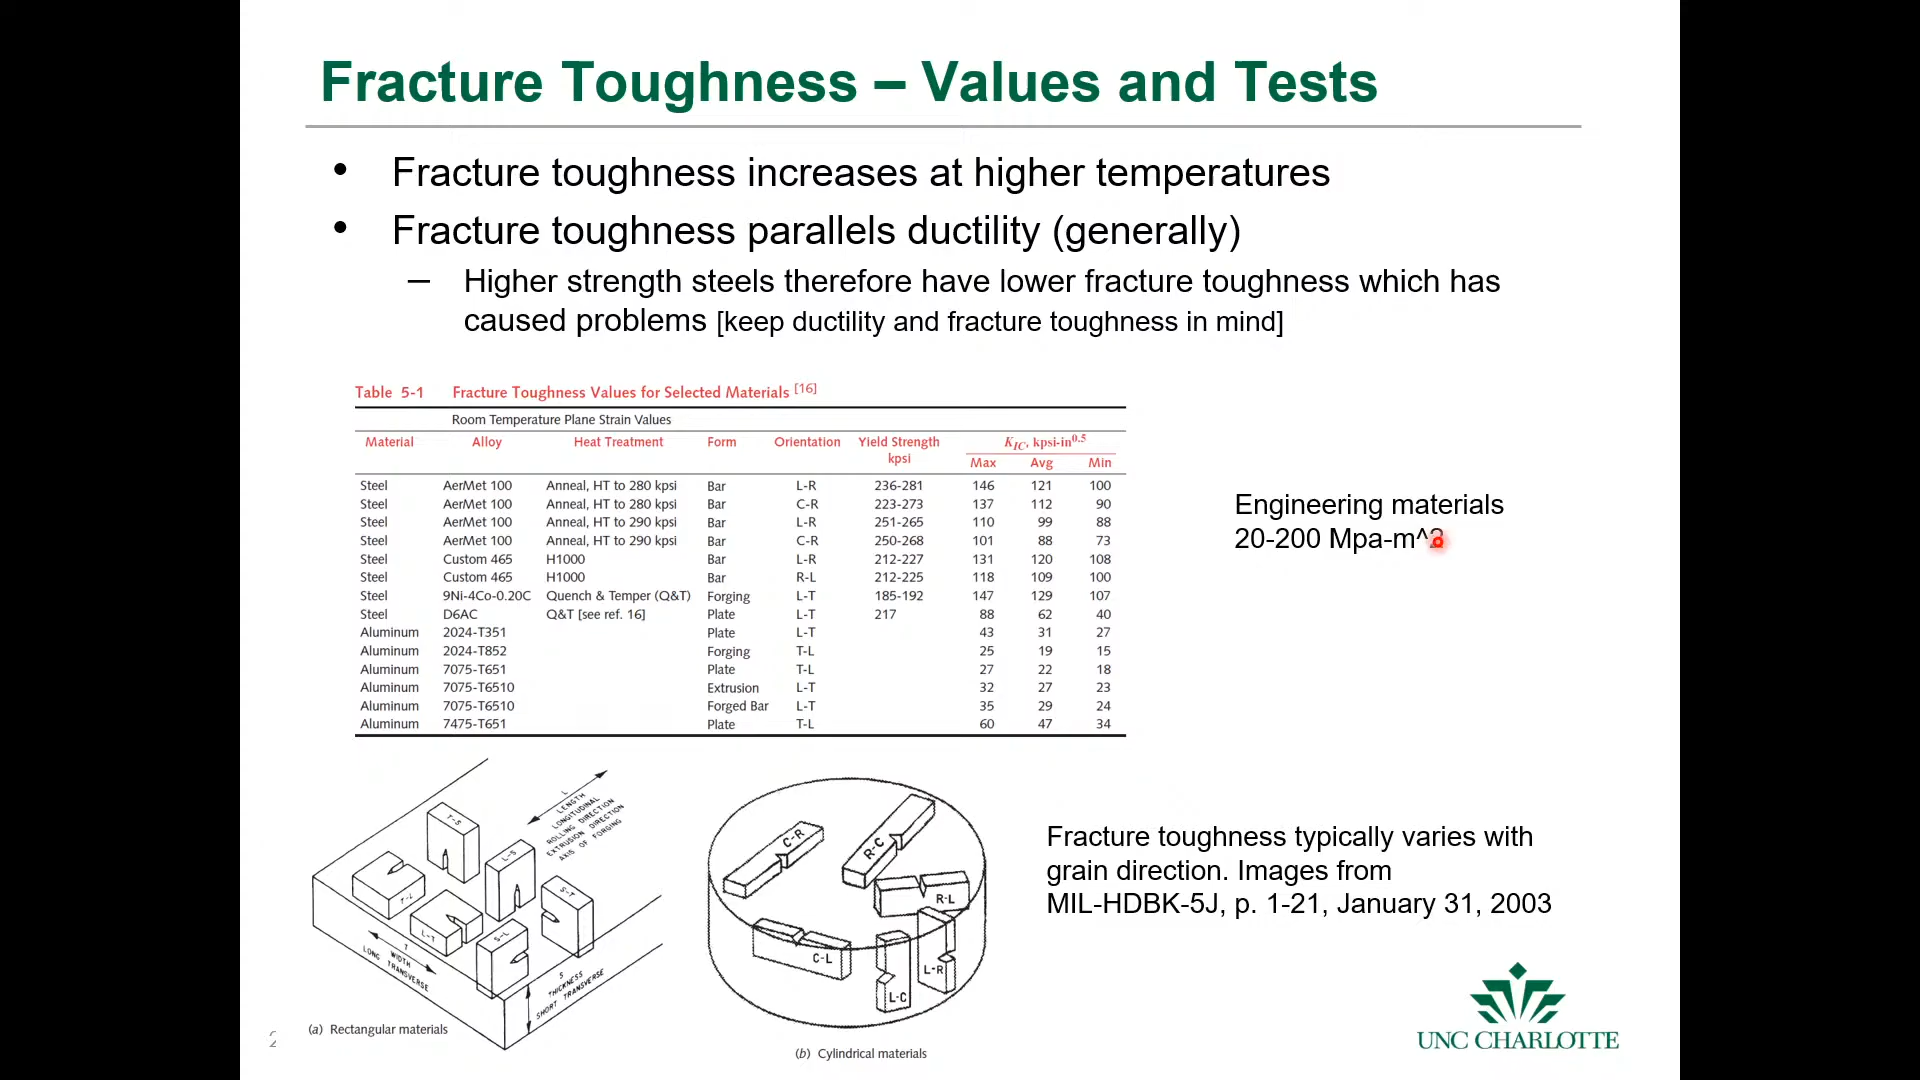 Fracture Toughness – Values and Tests
• Fracture toughness increases at higher temperatures
• Fracture toughness parallels ductility (generally)
– Higher strength steels therefore have lower fracture toughness which has
caused problems [keep ductility and fracture toughness in mind]
Table 5-1 Fracture Toughness Values for Selected Materials [16]
Room Temperature Plane Strain Values
Material Alloy Heat Treatment Form Orientation Yield Strength kpsi K_IC, kpsi-in^0.5
Max Avg Min
Steel AerMet 100 Anneal, HT to 280 kpsi Bar L-R 236-281 146 121 100
Steel AerMet 100 Anneal, HT to 280 kpsi Bar C-R 223-273 137 112 90
Steel AerMet 100 Anneal, HT to 290 kpsi Bar L-R 251-265 110 99 88
Steel AerMet 100 Anneal, HT to 290 kpsi Bar C-R 250-268 101 88 73
Steel Custom 465 H1000 Bar L-R 212-227 131 120 108
Steel Custom 465 H1000 Bar R-L 212-225 118 109 100
Steel 9Ni-4Co-0.20C Quench & Temper (Q&T) Forging L-T 185-192 147 129 107
Steel D6AC Q&T [see ref. 16] Plate L-T 217 88 62 40
Aluminum 2024-T351 Plate L-T 43 31 27
Aluminum 2024-T852 Forging T-L 25 19 15
Aluminum 7075-T651 Plate T-L 27 22 18
Aluminum 7075-T6510 Extrusion L-T 32 27 23
Aluminum 7075-T6510 Forged Bar L-T 35 29 24
Aluminum 7475-T651 Plate T-L 60 47 34
Engineering materials
20-200 Mpa-m^
L
LENGTH
LONGITUDINAL
ROLLING DIRECTION
EXTRUSION DIRECTION
AXIS OF FORGING
T-S
L-S
T-L
S-T
L-T
S-L
T
WIDTH
LONG TRANSVERSE
S
THICKNESS
SHORT TRANSVERSE
(a) Rectangular materials
C-R
R-C
R-L
C-L
L-R
L-C
(b) Cylindrical materials
Fracture toughness typically varies with
grain direction. Images from
MIL-HDBK-5J, p. 1-21, January 31, 2003
UNC CHARLOTTE